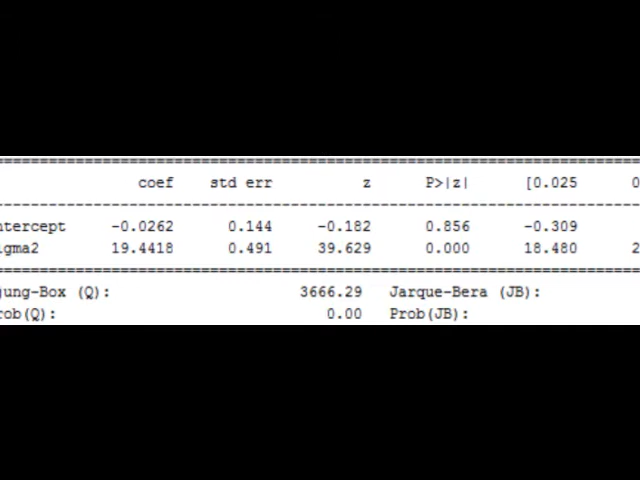 coef std err z P>|z| [0.025 0
ntercept -0.0262 0.144 -0.182 0.856 -0.309
igma2 19.4418 0.491 39.629 0.000 18.480 2
jung-Box (Q): 3666.29 Jarque-Bera (JB):
rob(Q): 0.00 Prob(JB):